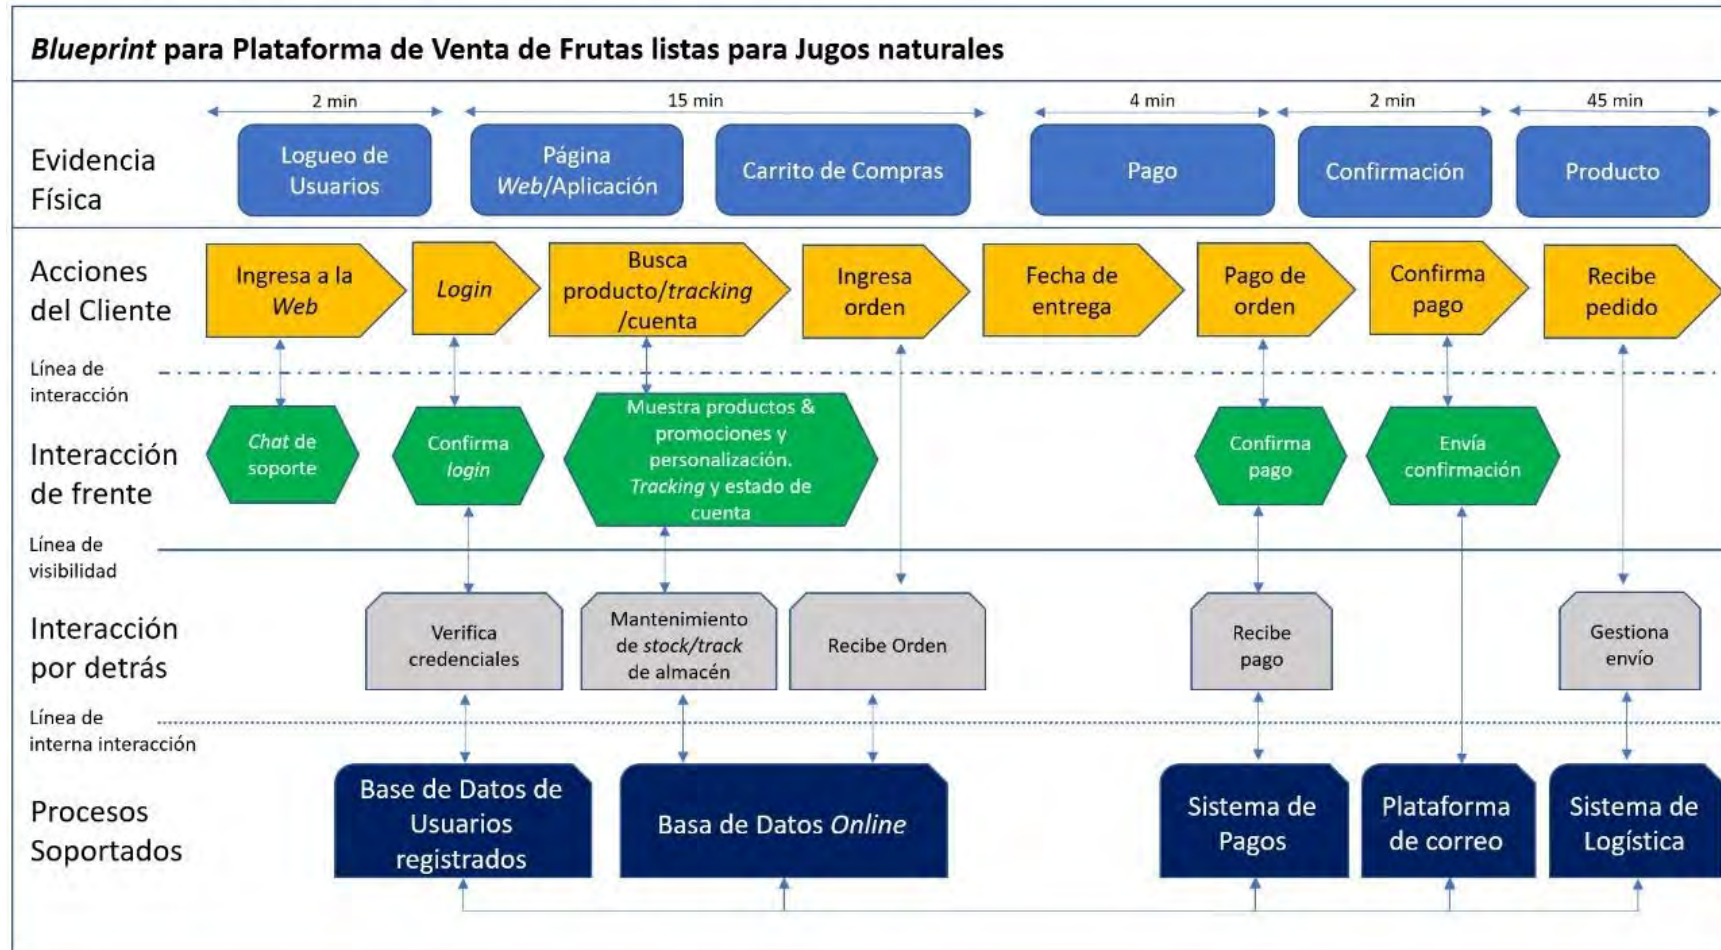 Blueprint para Plataforma de Venta de Frutas listas para Jugos naturales
2 min
15 min
4 min
2 min
45 min
Evidencia
Física
Logueo de
Usuarios
Página
Web/Aplicación
Carrito de Compras
Pago
Confirmación
Producto
Acciones
del Cliente
Ingresa a la
Web
Login
Busca
producto/tracking
/cuenta
Ingresa
orden
Fecha de
entrega
Pago de
orden
Confirma
pago
Recibe
pedido
Línea de
interacción
Interacción
de frente
Chat de
soporte
Confirma
login
Muestra productos &
promociones y
personalización.
Tracking y estado de
cuenta
Confirma
pago
Envía
confirmación
Línea de
visibilidad
Interacción
por detrás
Verifica
credenciales
Mantenimiento
de stock/track
de almacén
Recibe Orden
Recibe
pago
Gestiona
envío
Línea de
interna interacción
Procesos
Soportados
Base de Datos de
Usuarios
registrados
Basa de Datos Online
Sistema de
Pagos
Plataforma
de correo
Sistema de
Logística